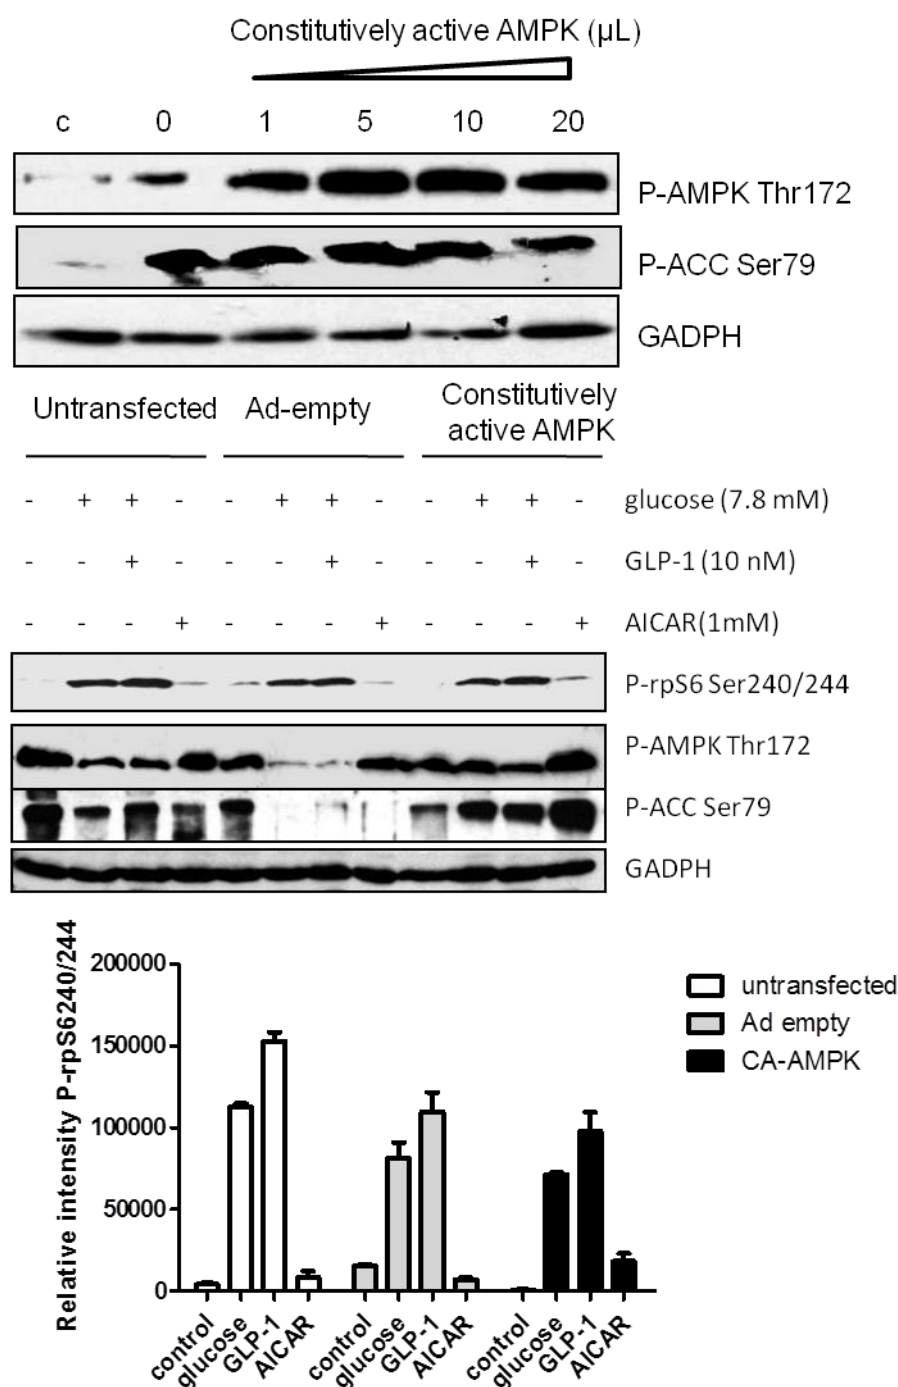 Constitutively active AMPK (µL)
c 0 1 5 10 20
P-AMPK Thr172
P-ACC Ser79
GADPH
Untransfected Ad-empty Constitutively
active AMPK
- + + - - + + - - + + - glucose (7.8 mM)
- - + - - - + - - - + - GLP-1 (10 nM)
- - - + - - - + - - - + AICAR(1mM)
P-rpS6 Ser240/244
P-AMPK Thr172
P-ACC Ser79
GADPH
Relative intensity P-rpS6240/244
200000
150000
100000
50000
0
untransfected
Ad empty
CA-AMPK
control glucose GLP-1 AICAR control glucose GLP-1 AICAR control glucose GLP-1 AICAR